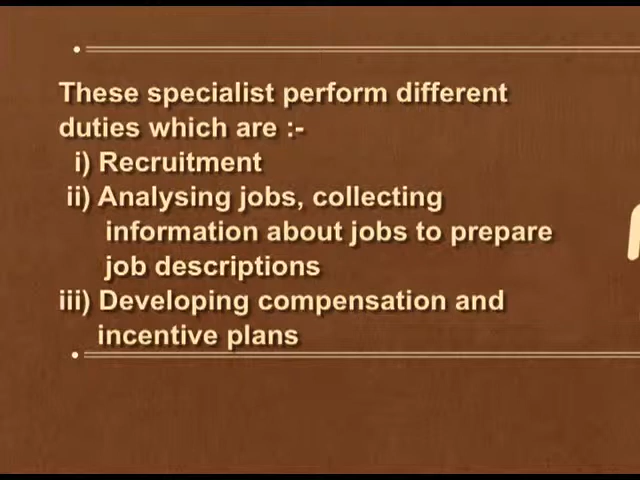 These specialist perform different
duties which are :-
i) Recruitment
ii) Analysing jobs, collecting
information about jobs to prepare
job descriptions
iii) Developing compensation and
incentive plans